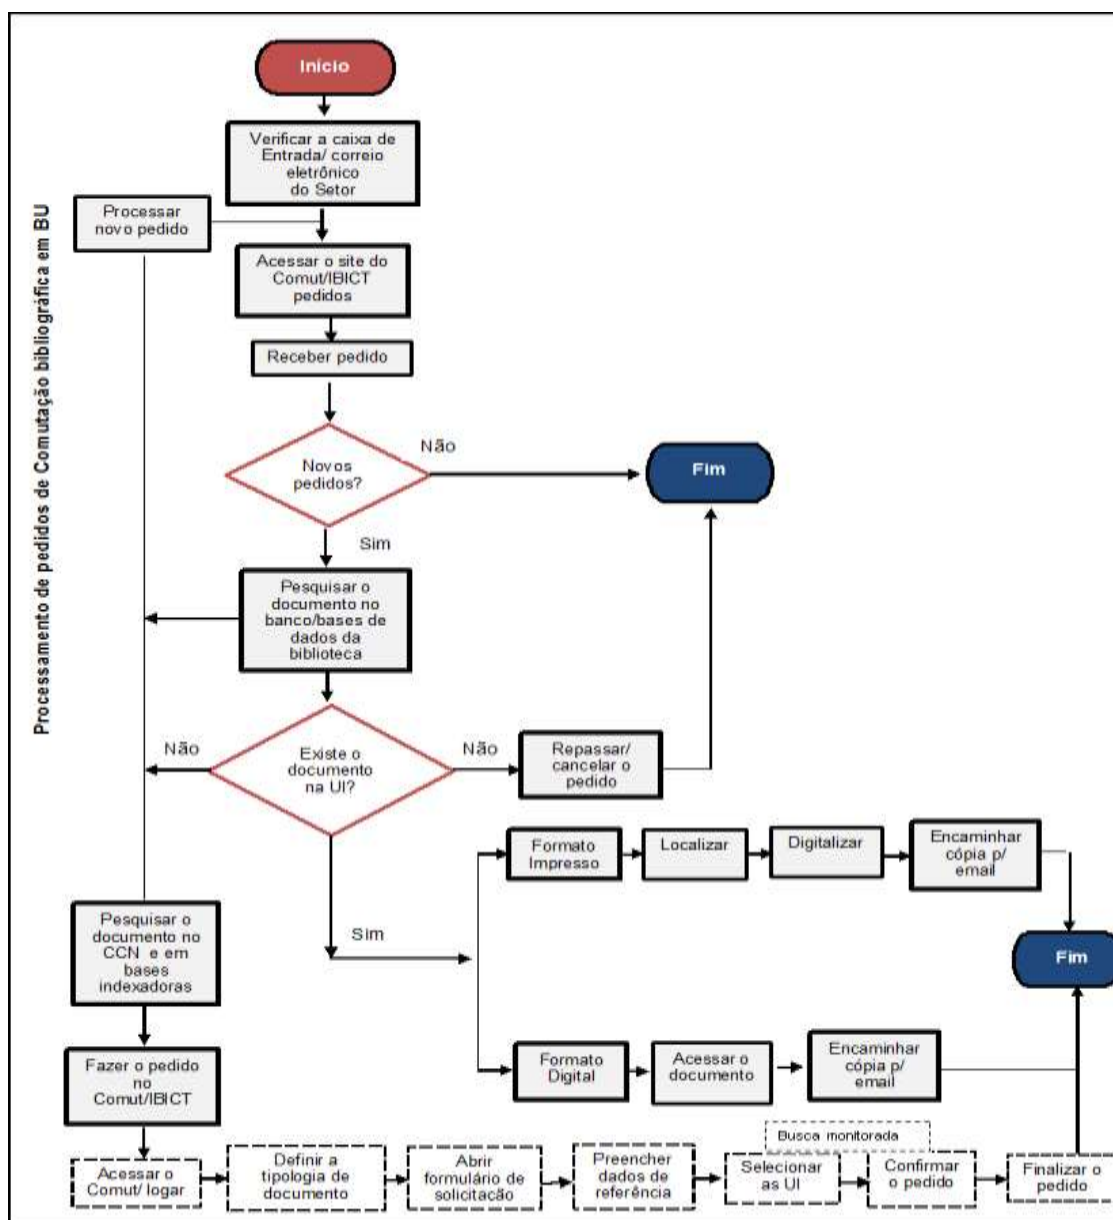 Processamento de pedidos de Comutação bibliográfica em BU
Início
Verificar a caixa de
Entrada/ correio
eletrônico
do Setor
Processar
novo pedido
Acessar o site do
Comut/IBICT
pedidos
Receber pedido
Novos
pedidos?
Não
Fim
Sim
Pesquisar o
documento no
banco/bases de
dados da
biblioteca
Não
Existe o
documento
na UI?
Não
Repassar/
cancelar o
pedido
Sim
Formato
Impresso
Localizar
Digitalizar
Encaminhar
cópia p/
email
Fim
Formato
Digital
Acessar o
documento
Encaminhar
cópia p/
email
Pesquisar o
documento no
CCN e em
bases
indexadoras
Fazer o pedido
no
Comut/IBICT
Acessar o
Comut/ logar
Definir a
tipologia de
documento
Abrir
formulário de
solicitação
Preencher
dados de
referência
Busca monitorada
Selecionar
as UI
Confirmar
o pedido
Finalizar o
pedido